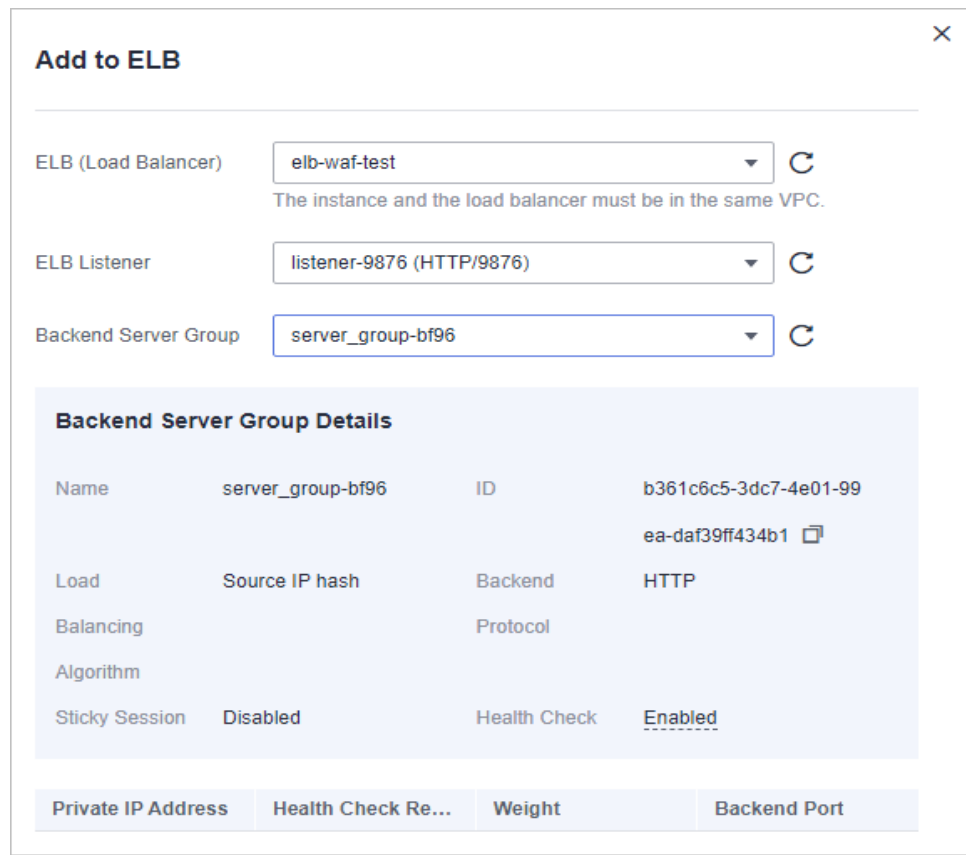 Add to ELB
ELB (Load Balancer) elb-waf-test
The instance and the load balancer must be in the same VPC.
ELB Listener listener-9876 (HTTP/9876)
Backend Server Group server_group-bf96
Backend Server Group Details
Name server_group-bf96 ID b361c6c5-3dc7-4e01-99
ea-daf39ff434b1
Load Source IP hash Backend HTTP
Balancing Protocol
Algorithm
Sticky Session Disabled Health Check Enabled
Private IP Address Health Check Re... Weight Backend Port